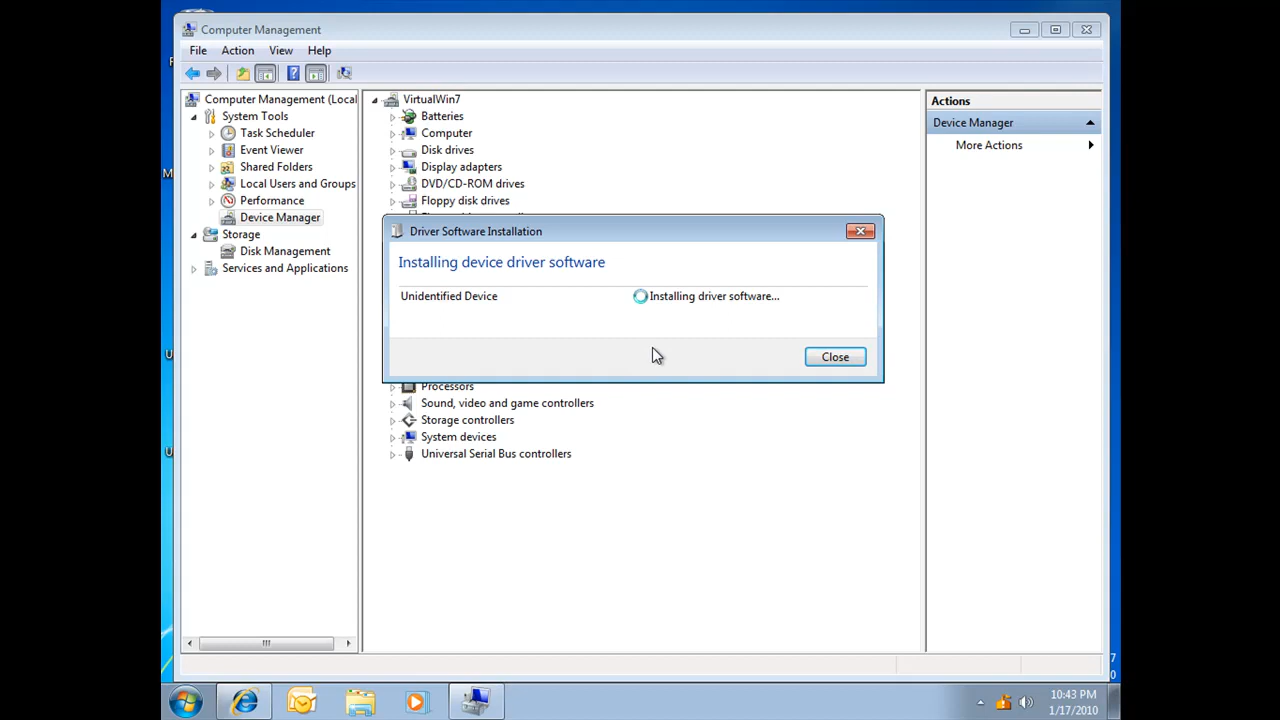 Computer Management
File Action View Help
Computer Management (Local
System Tools
Task Scheduler
Event Viewer
Shared Folders
Local Users and Groups
Performance
Device Manager
Storage
Disk Management
Services and Applications
VirtualWin7
Batteries
Computer
Disk drives
Display adapters
DVD/CD-ROM drives
Floppy disk drives
Driver Software Installation
Installing device driver software
Unidentified Device Installing driver software...
Close
Processors
Sound, video and game controllers
Storage controllers
System devices
Universal Serial Bus controllers
Actions
Device Manager
More Actions
M
U
U
7
0
10:43 PM
1/17/2010